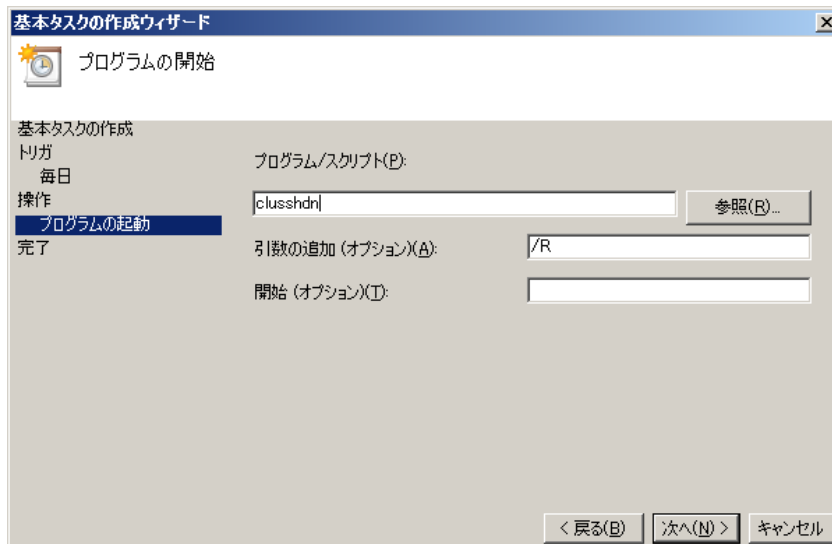 基本タスクの作成ウィザード
プログラムの開始
基本タスクの作成
トリガ
毎日
操作
プログラムの起動
完了
プログラム/スクリプト(P):
clusshdn
参照(R)...
引数の追加 (オプション)(A):
/R
開始 (オプション)(T):
< 戻る(B)
次へ(N) >
キャンセル